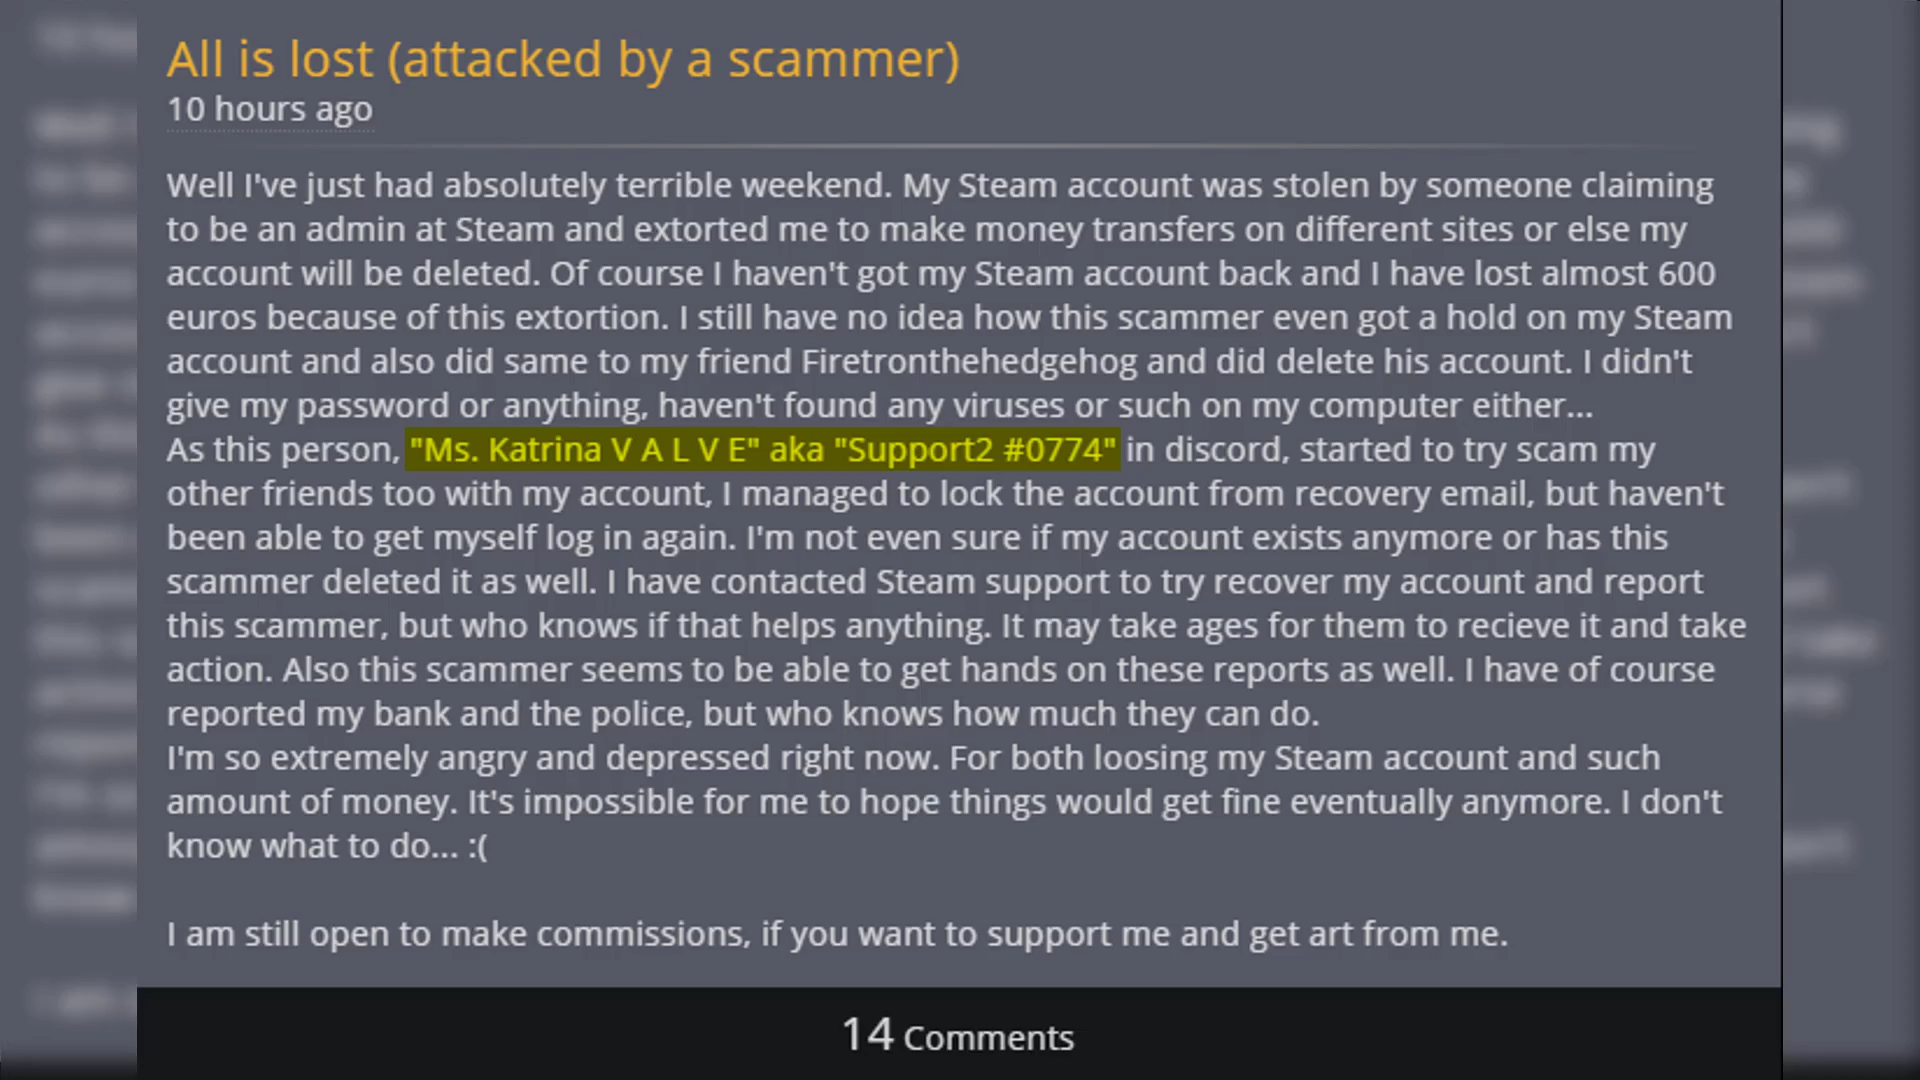 All is lost (attacked by a scammer)
10 hours ago
Well I've just had absolutely terrible weekend. My Steam account was stolen by someone claiming
to be an admin at Steam and extorted me to make money transfers on different sites or else my
account will be deleted. Of course I haven't got my Steam account back and I have lost almost 600
euros because of this extortion. I still have no idea how this scammer even got a hold on my Steam
account and also did same to my friend Firetronthehedgehog and did delete his account. I didn't
give my password or anything, haven't found any viruses or such on my computer either...
As this person, "Ms. Katrina V A L V E" aka "Support2 #0774" in discord, started to try scam my
other friends too with my account, I managed to lock the account from recovery email, but haven't
been able to get myself log in again. I'm not even sure if my account exists anymore or has this
scammer deleted it as well. I have contacted Steam support to try recover my account and report
this scammer, but who knows if that helps anything. It may take ages for them to recieve it and take
action. Also this scammer seems to be able to get hands on these reports as well. I have of course
reported my bank and the police, but who knows how much they can do.
I'm so extremely angry and depressed right now. For both loosing my Steam account and such
amount of money. It's impossible for me to hope things would get fine eventually anymore. I don't
know what to do... :(
I am still open to make commissions, if you want to support me and get art from me.
14 Comments